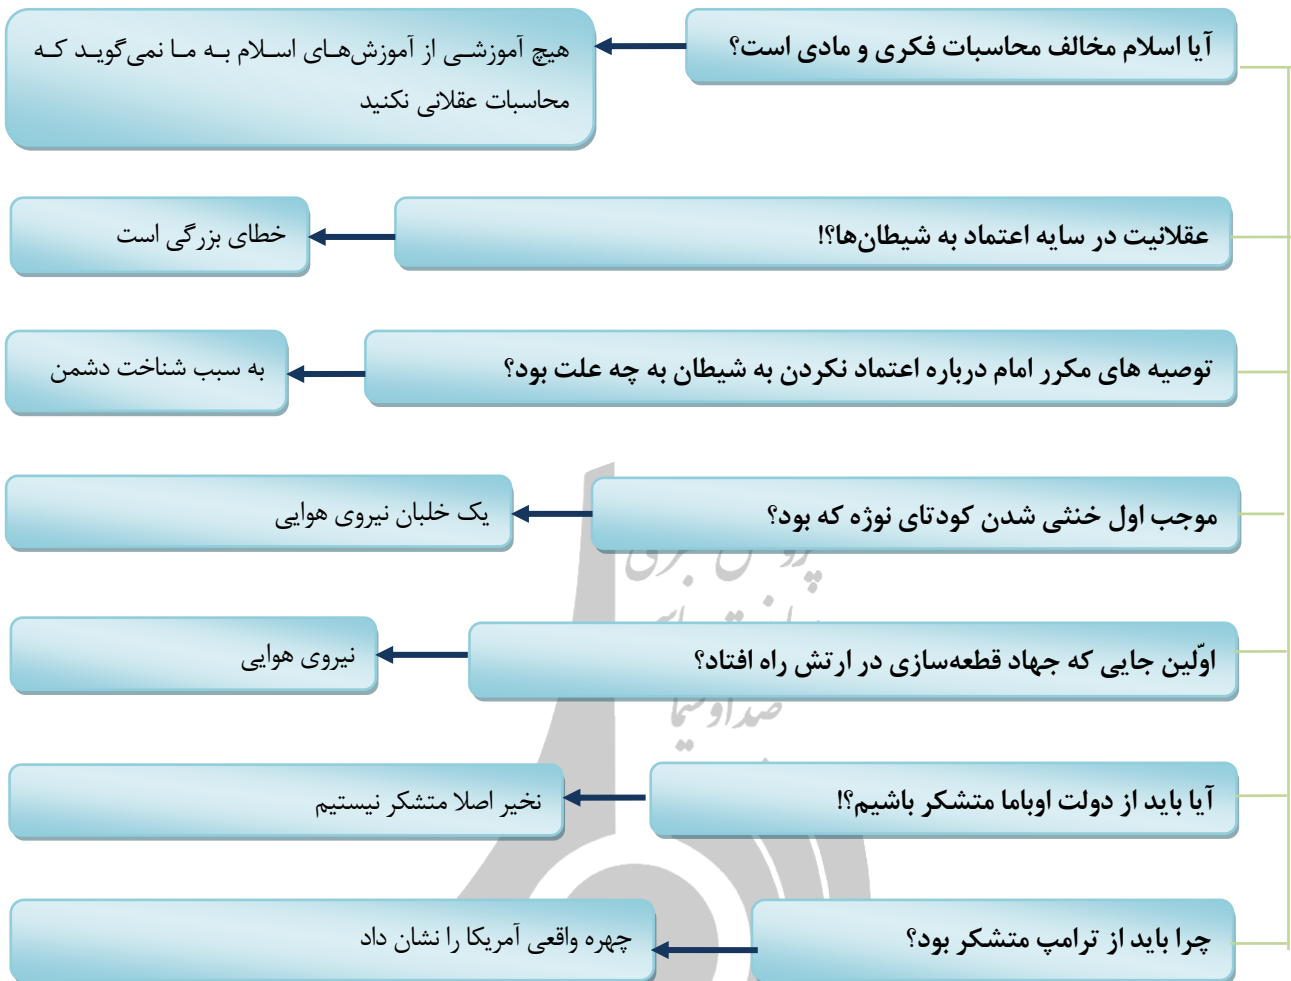 آیا اسلام مخالف محاسبات فکری و مادی است؟
هیچ آموزشی از آموزش‌های اسلام به ما نمی‌گوید که
محاسبات عقلانی نکنید
عقلانیت در سایه اعتماد به شیطان‌ها؟!
خطای بزرگی است
توصیه های مکرر امام درباره اعتماد نکردن به شیطان به چه علت بود؟
به سبب شناخت دشمن
موجب اول خنثی شدن کودتای نوژه که بود؟
یک خلبان نیروی هوایی
اوّلین جایی که جهاد قطعه‌سازی در ارتش راه افتاد؟
نیروی هوایی
صدا و سیما
آیا باید از دولت اوباما متشکر باشیم؟!
نخیر اصلا متشکر نیستیم
چرا باید از ترامپ متشکر بود؟
چهره واقعی آمریکا را نشان داد